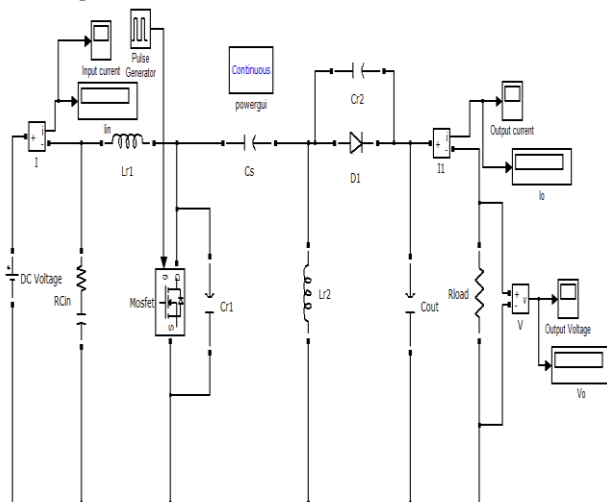 Input current
Pulse
Generator
Continuous
powergui
Cr2
Output current
Iin
I
Lr1
Cs
D1
I1
Io
DC Voltage
RCin
Mosfet
g
D
S
Cr1
Lr2
Cout
Rload
V
Output Voltage
Vo